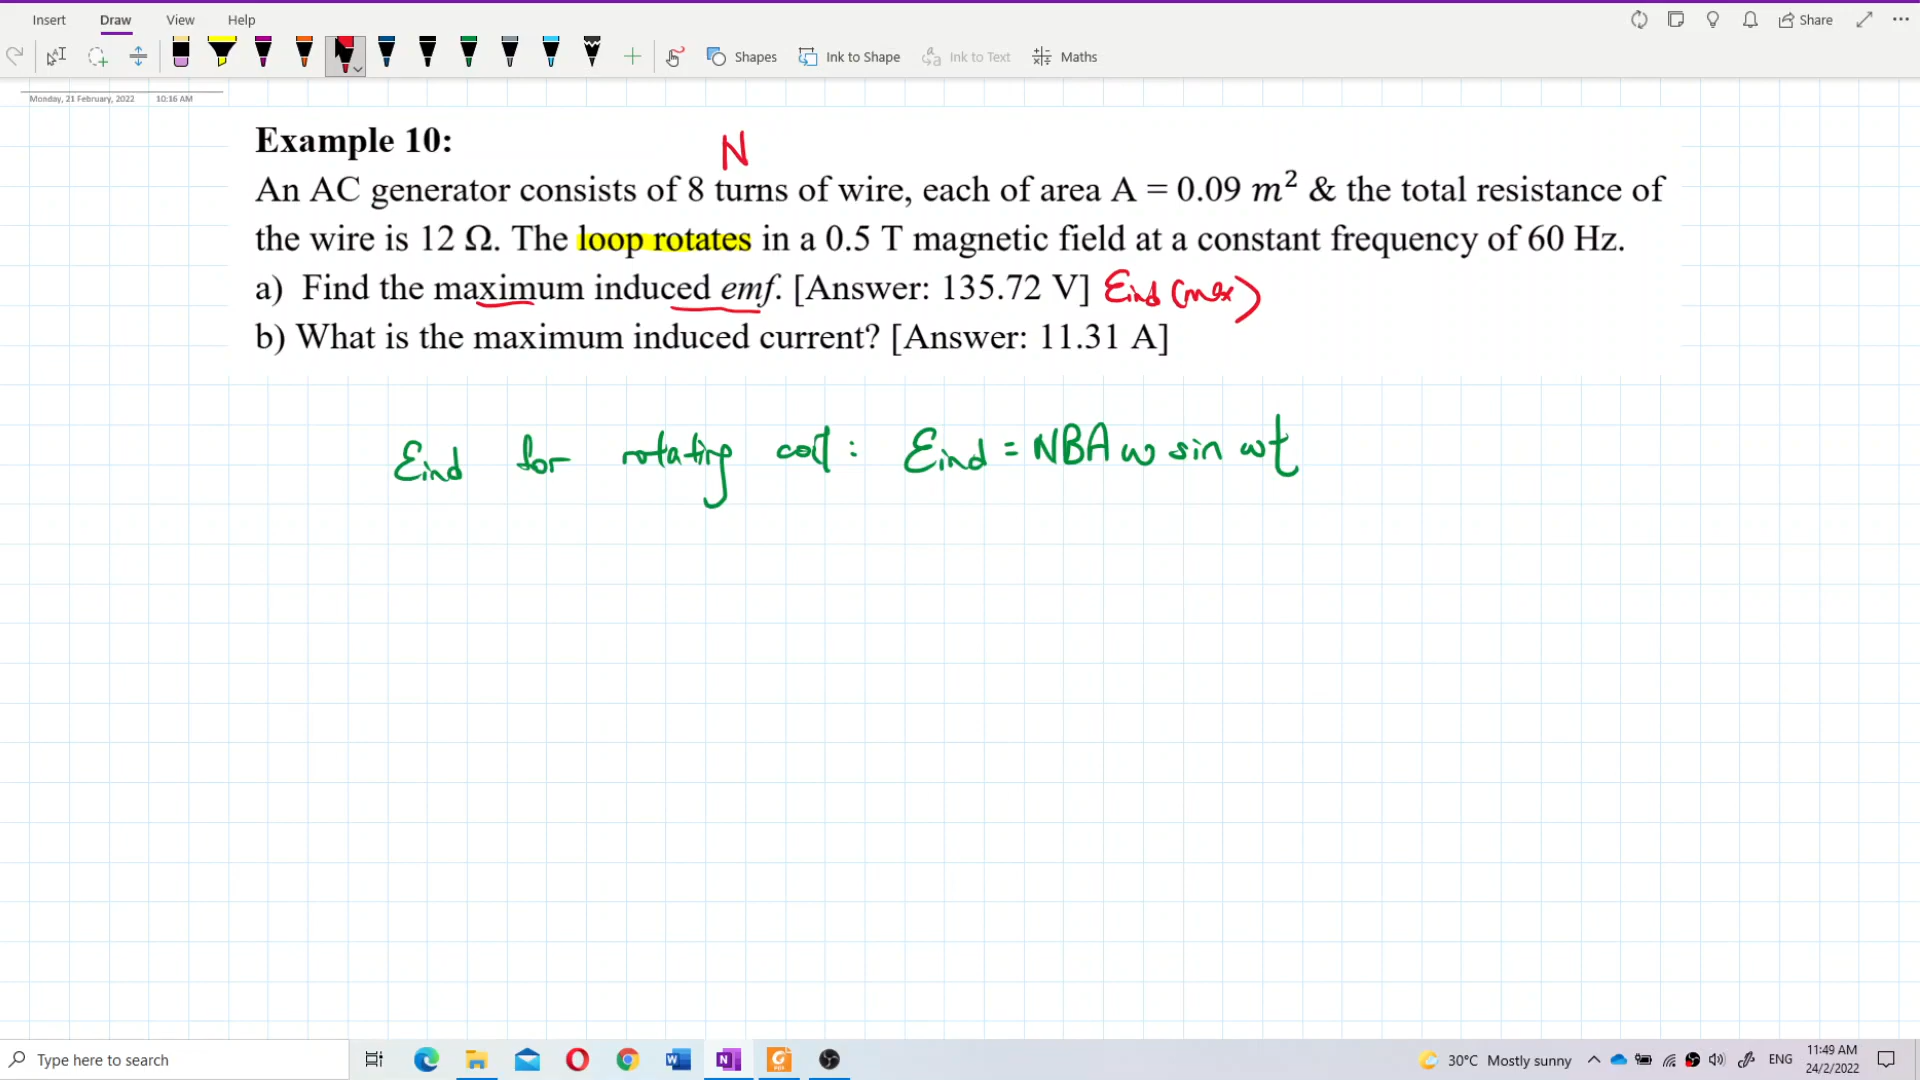 Insert Draw View Help Share
Shapes Ink to Shape Ink to Text Maths
Monday, 21 February, 2022 10:16 AM
Example 10:
N
An AC generator consists of 8 turns of wire, each of area A = 0.09 m² & the total resistance of
the wire is 12 Ω. The loop rotates in a 0.5 T magnetic field at a constant frequency of 60 Hz.
a) Find the maximum induced emf. [Answer: 135.72 V] Eind (max)
b) What is the maximum induced current? [Answer: 11.31 A]
Eind for rotating coil : Eind = NBA ω sin ωt
Type here to search
30°C Mostly sunny ENG 11:49 AM
24/2/2022